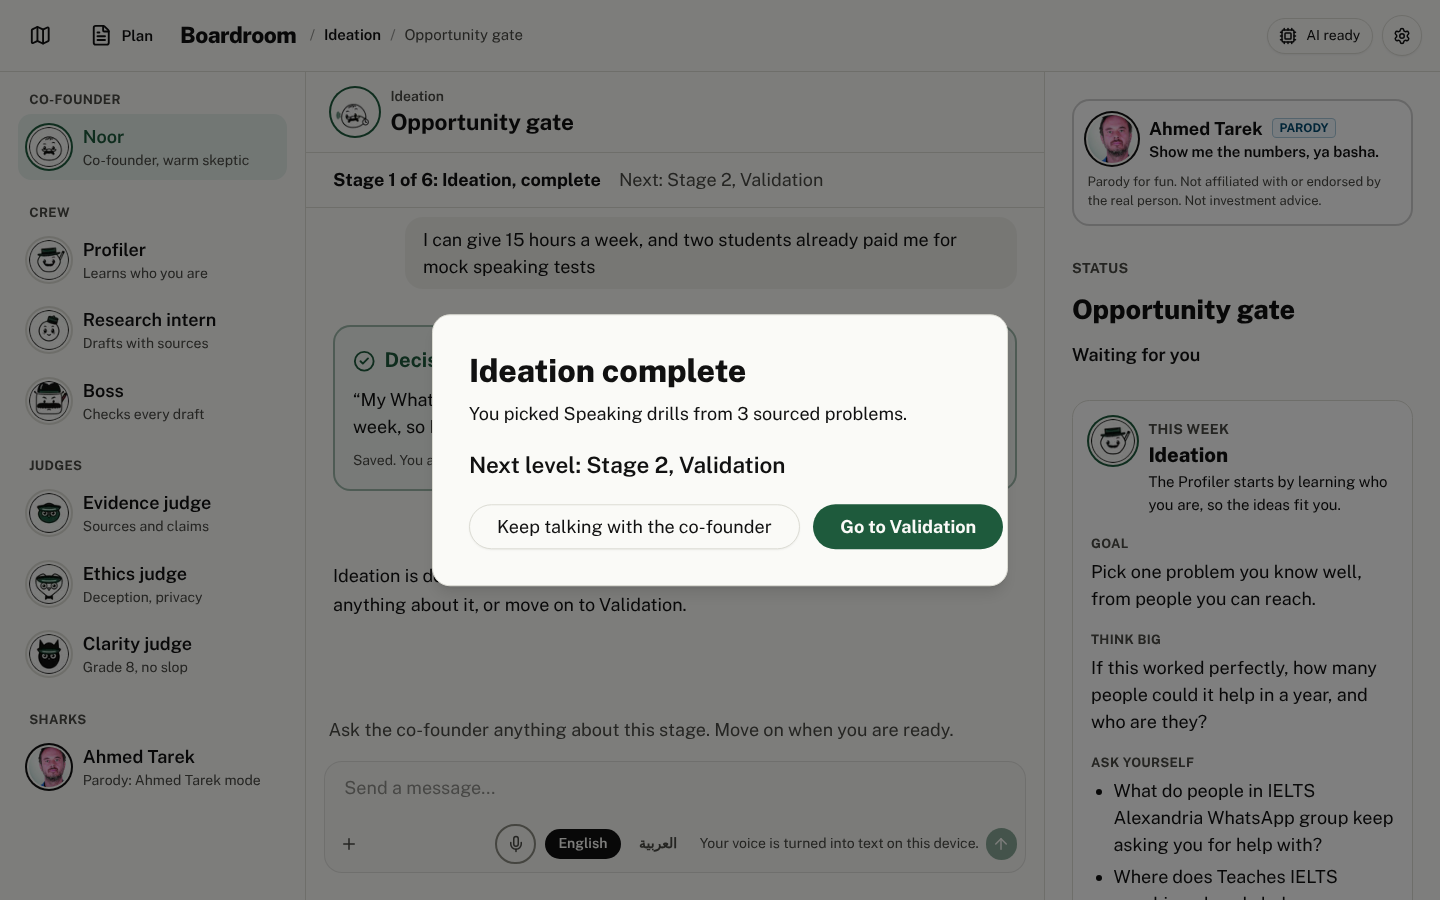 Plan
Boardroom / Ideation / Opportunity gate
AI ready
CO-FOUNDER
Noor
Co-founder, warm skeptic
CREW
Profiler
Learns who you are
Research intern
Drafts with sources
Boss
Checks every draft
JUDGES
Evidence judge
Sources and claims
Ethics judge
Deception, privacy
Clarity judge
Grade 8, no slop
SHARKS
Ahmed Tarek
Parody: Ahmed Tarek mode
Ideation
Opportunity gate
Stage 1 of 6: Ideation, complete
Next: Stage 2, Validation
I can give 15 hours a week, and two students already paid me for
mock speaking tests
“My What
week, so
Saved. You a
Ideation complete
You picked Speaking drills from 3 sourced problems.
Next level: Stage 2, Validation
Keep talking with the co-founder
Go to Validation
Ideation is
anything about it, or move on to Validation.
Ask the co-founder anything about this stage. Move on when you are ready.
Send a message...
English
العربية
Your voice is turned into text on this device.
Ahmed Tarek
PARODY
Show me the numbers, ya basha.
Parody for fun. Not affiliated with or endorsed by
the real person. Not investment advice.
STATUS
Opportunity gate
Waiting for you
THIS WEEK
Ideation
The Profiler starts by learning who
you are, so the ideas fit you.
GOAL
Pick one problem you know well,
from people you can reach.
THINK BIG
If this worked perfectly, how many
people could it help in a year, and
who are they?
ASK YOURSELF
• What do people in IELTS
Alexandria WhatsApp group keep
asking you for help with?
• Where does Teaches IELTS